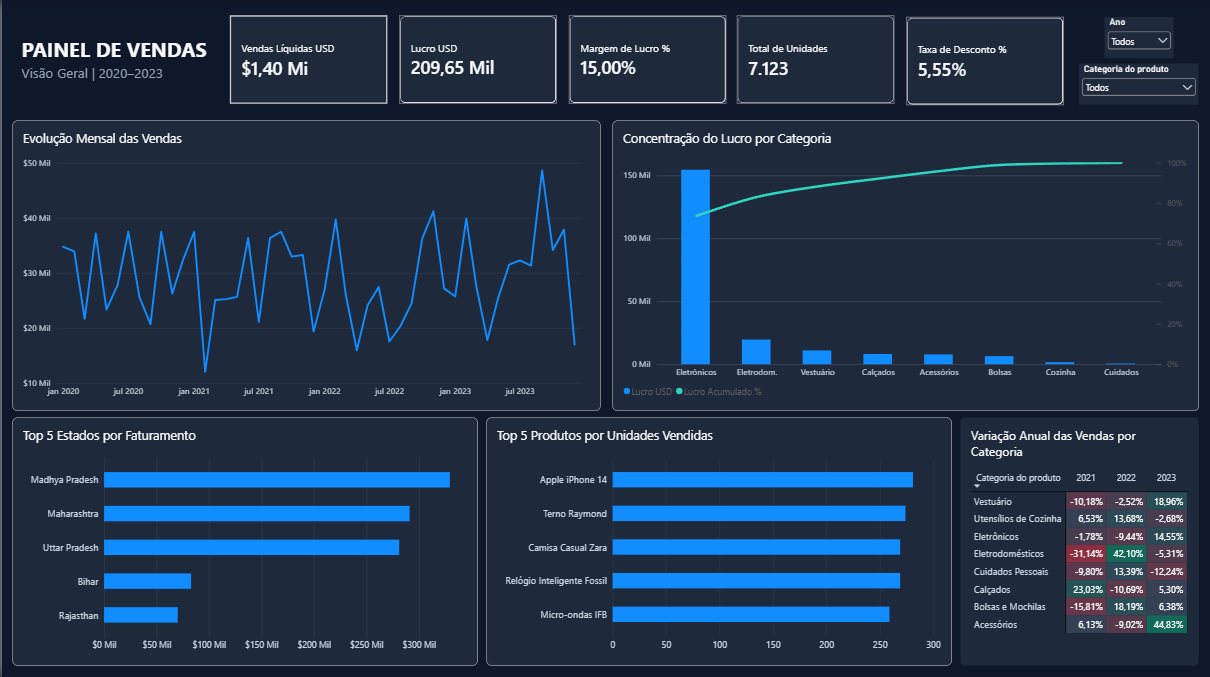 PAINEL DE VENDAS
Visão Geral | 2020–2023
Vendas Líquidas USD
$1,40 Mi
Lucro USD
209,65 Mil
Margem de Lucro %
15,00%
Total de Unidades
7.123
Taxa de Desconto %
5,55%
Ano
Todos
Categoria do produto
Todos
Evolução Mensal das Vendas
$50 Mil
$40 Mil
$30 Mil
$20 Mil
$10 Mil
jan 2020 jul 2020 jan 2021 jul 2021 jan 2022 jul 2022 jan 2023 jul 2023
Concentração do Lucro por Categoria
150 Mil
100 Mil
50 Mil
0 Mil
100%
80%
60%
40%
20%
0%
Eletrônicos Eletrodom. Vestuário Calçados Acessórios Bolsas Cozinha Cuidados
Lucro USD Lucro Acumulado %
Top 5 Estados por Faturamento
Madhya Pradesh
Maharashtra
Uttar Pradesh
Bihar
Rajasthan
$0 Mil $50 Mil $100 Mil $150 Mil $200 Mil $250 Mil $300 Mil
Top 5 Produtos por Unidades Vendidas
Apple iPhone 14
Terno Raymond
Camisa Casual Zara
Relógio Inteligente Fossil
Micro-ondas IFB
0 50 100 150 200 250 300
Variação Anual das Vendas por
Categoria
Categoria do produto 2021 2022 2023
Vestuário -10,18% -2,52% 18,96%
Utensílios de Cozinha 6,53% 13,68% -2,68%
Eletrônicos -1,78% -9,44% 14,55%
Eletrodomésticos -31,14% 42,10% -5,31%
Cuidados Pessoais -9,80% 13,39% -12,24%
Calçados 23,03% -10,69% 5,30%
Bolsas e Mochilas -15,81% 18,19% 6,38%
Acessórios 6,13% -9,02% 44,83%